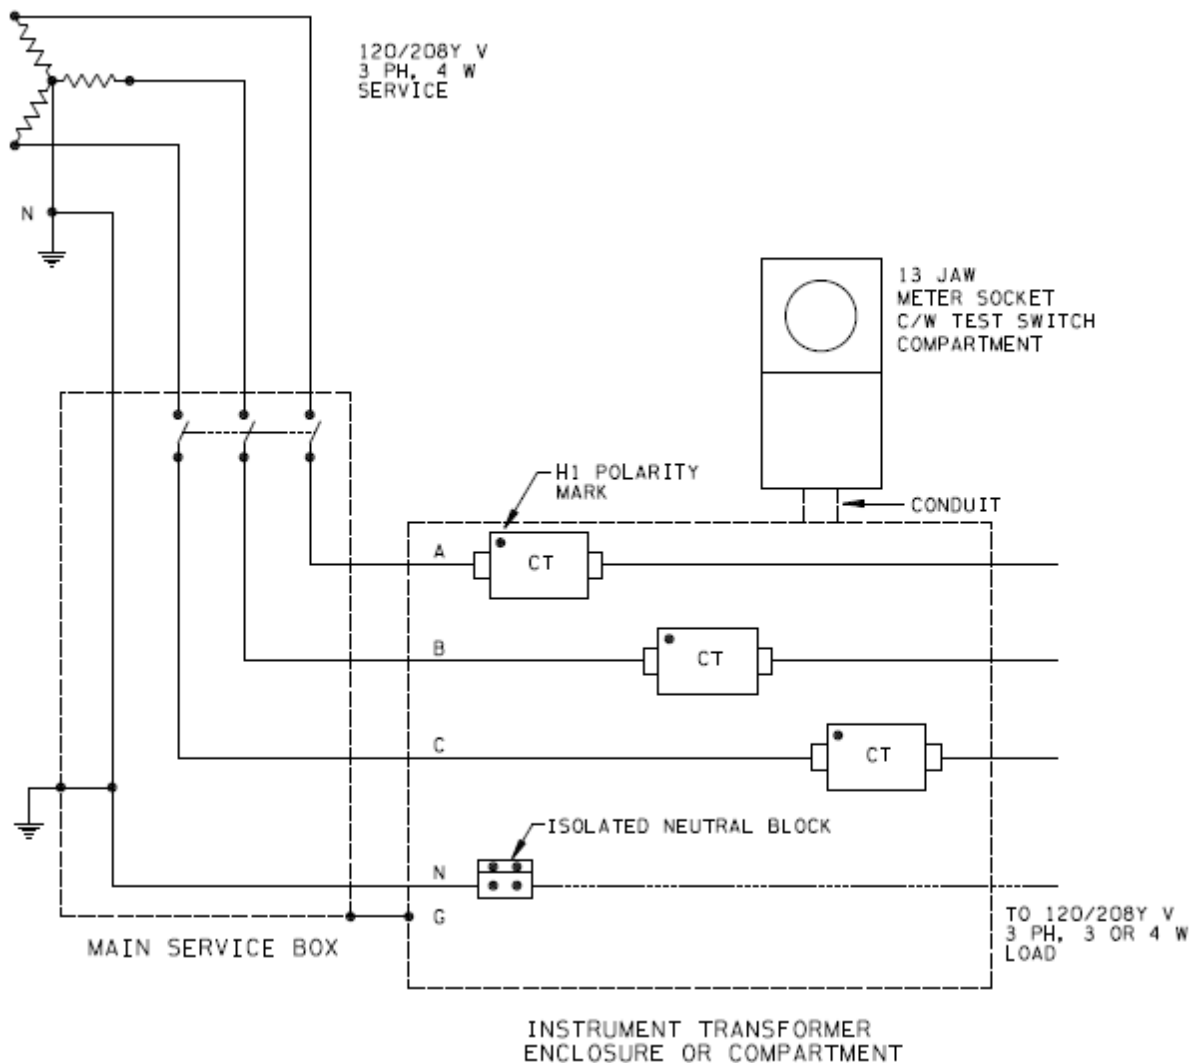 120/208Y V
3 PH, 4 W
SERVICE
N
13 JAW
METER SOCKET
C/W TEST SWITCH
COMPARTMENT
H1 POLARITY
MARK
CONDUIT
A
CT
B
CT
C
CT
ISOLATED NEUTRAL BLOCK
N
G
MAIN SERVICE BOX
TO 120/208Y V
3 PH, 3 OR 4 W
LOAD
INSTRUMENT TRANSFORMER
ENCLOSURE OR COMPARTMENT